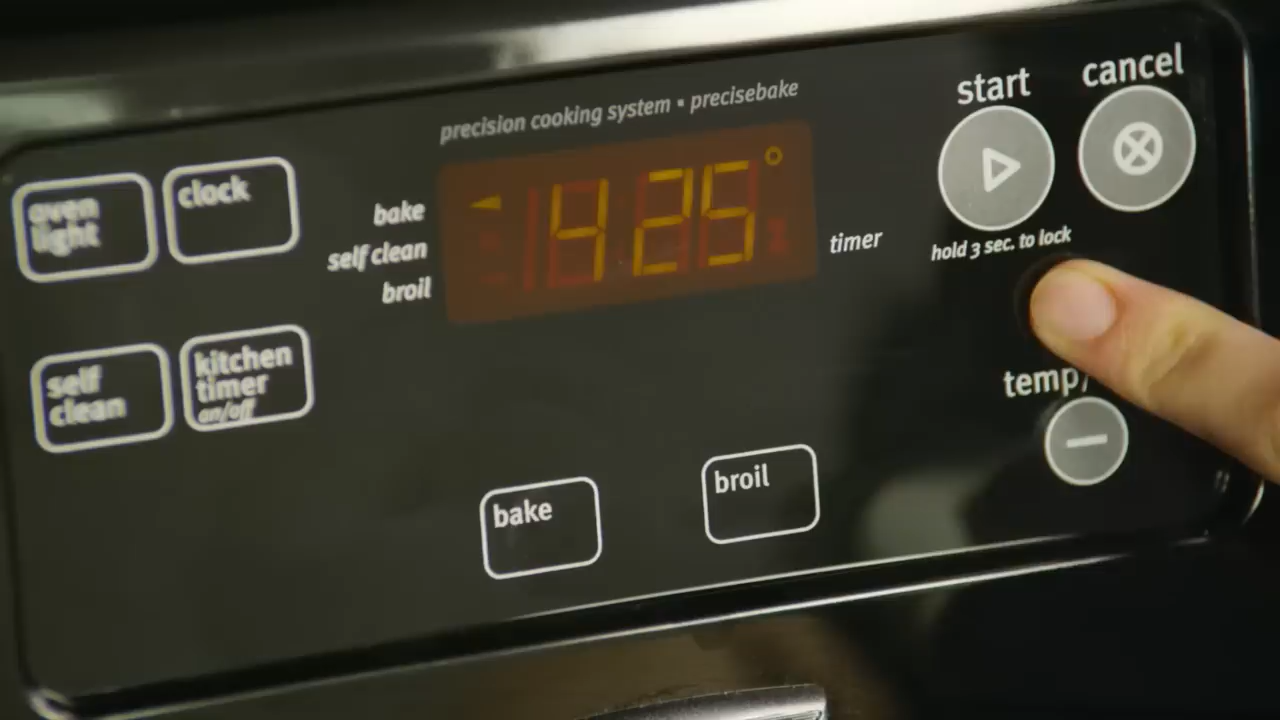 precision cooking system ▪ precisebake
start
cancel
oven
light
clock
bake
self clean
broil
425°
timer
hold 3 sec. to lock
self
clean
kitchen
timer
on/off
temp/
bake
broil